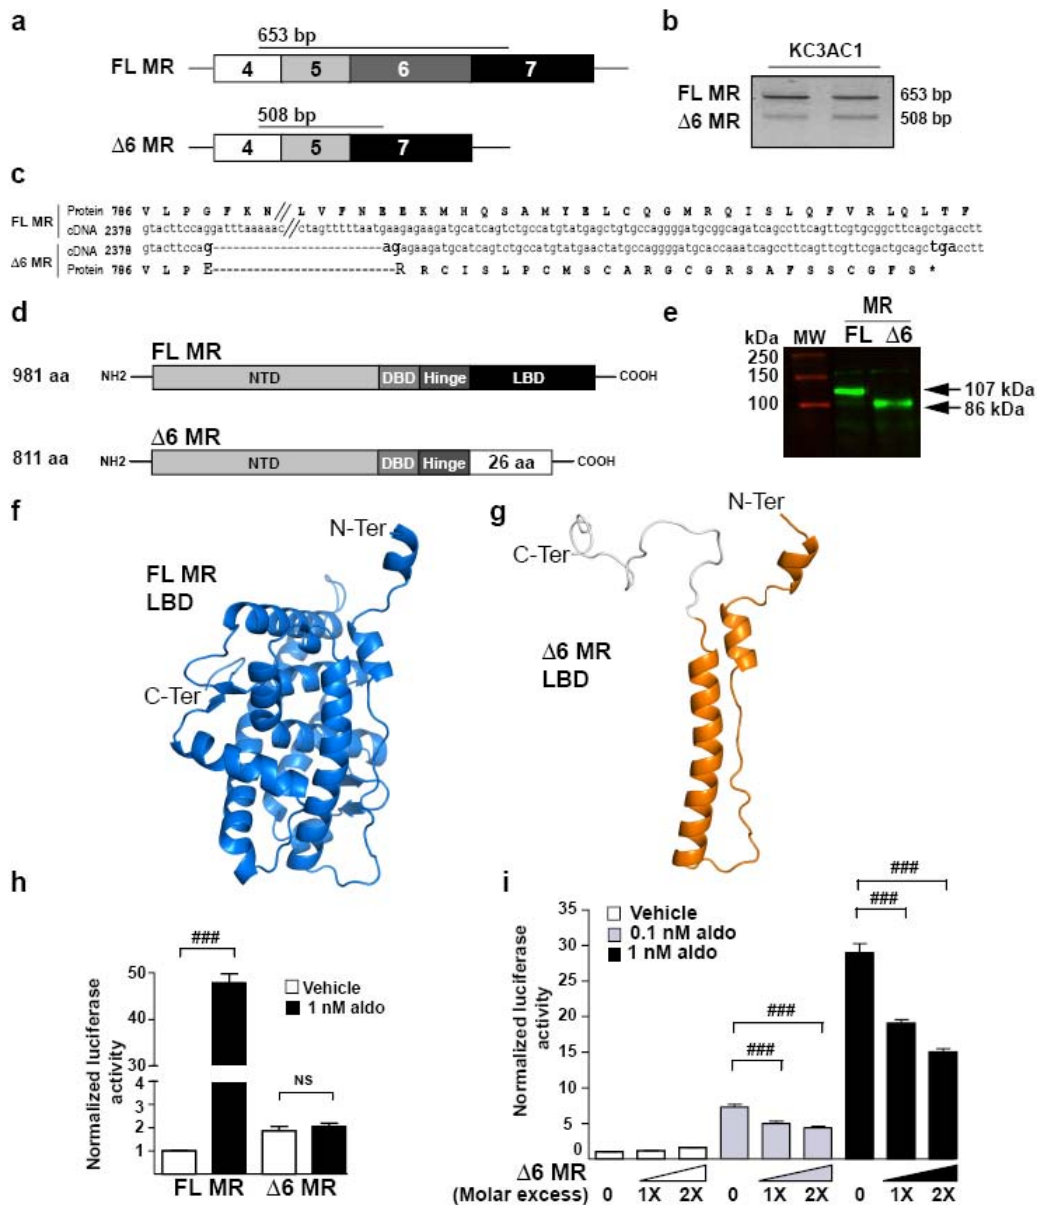 a
653 bp
FL MR
4 5 6 7
508 bp
Δ6 MR
4 5 7
b
KC3AC1
FL MR
653 bp
Δ6 MR
508 bp
c
FL MR
Protein 786 V L P G F K N // L V F N E E K M H Q S A M Y E L C Q G M R Q I S L Q F V R L Q L T F
cDNA 2378
Δ6 MR
cDNA 2378
Protein 786 V L P E R R C I S L P C M S C A R G C G R S A F S S C G F S *
d
FL MR
981 aa NH2 NTD DBD Hinge LBD COOH
Δ6 MR
811 aa NH2 NTD DBD Hinge 26 aa COOH
e
MR
kDa MW FL Δ6
250
150
107 kDa
100
86 kDa
f
N-Ter
FL MR
LBD
C-Ter
g
N-Ter
C-Ter
Δ6 MR
LBD
h
###
Normalized luciferase
activity
50
40
30
4
3
2
1
Vehicle
1 nM aldo
NS
FL MR Δ6 MR
i
Normalized luciferase
activity
35
30
25
20
15
10
5
0
Vehicle
0.1 nM aldo
1 nM aldo
###
###
###
###
Δ6 MR
(Molar excess) 0 1X 2X 0 1X 2X 0 1X 2X